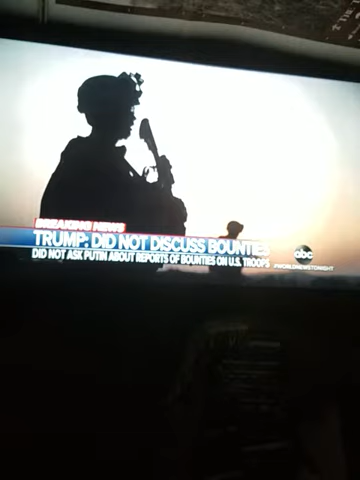 BREAKING NEWS
TRUMP: DID NOT DISCUSS BOUNTIES
DID NOT ASK PUTIN ABOUT REPORTS OF BOUNTIES ON U.S. TROOPS
abc
#WORLDNEWSTONIGHT